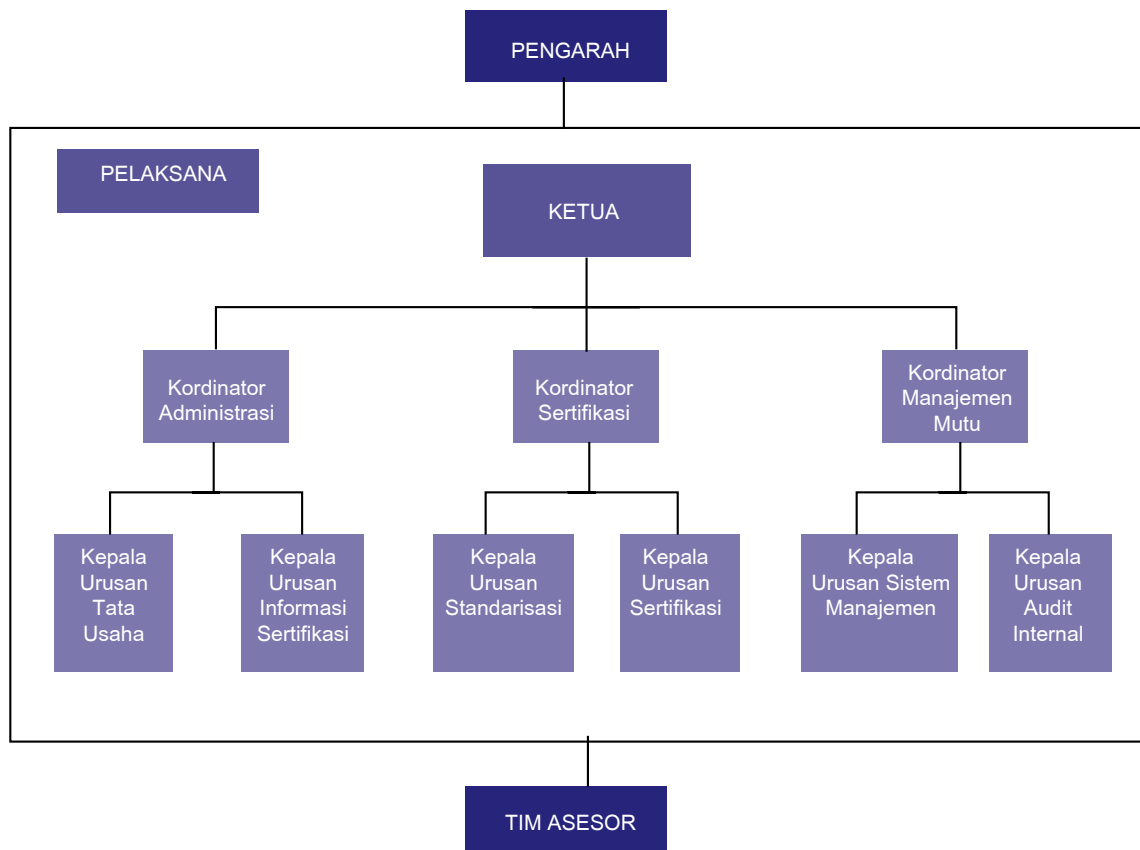 PENGARAH
PELAKSANA
KETUA
Kordinator
Administrasi
Kordinator
Sertifikasi
Kordinator
Manajemen
Mutu
Kepala
Urusan
Tata
Usaha
Kepala
Urusan
Informasi
Sertifikasi
Kepala
Urusan
Standarisasi
Kepala
Urusan
Sertifikasi
Kepala
Urusan Sistem
Manajemen
Kepala
Urusan
Audit
Internal
TIM ASESOR